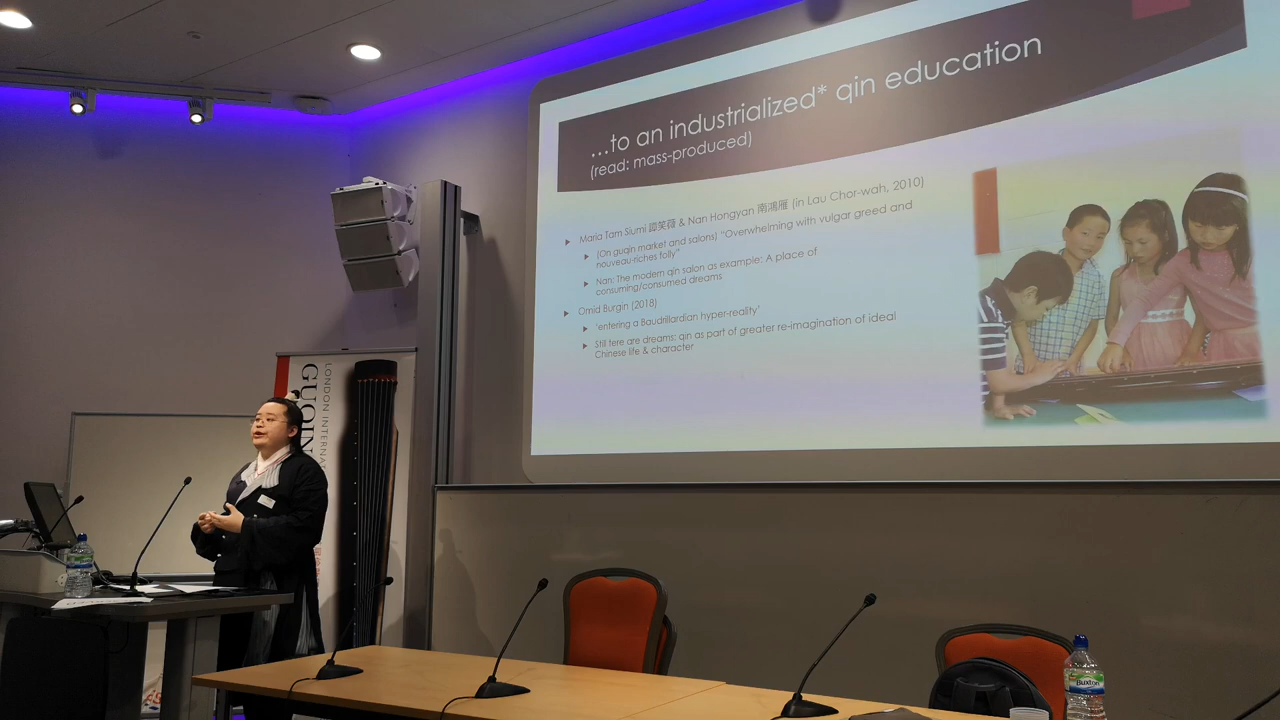 ...to an industrialized* qin education
(read: mass-produced)
Maria Tam Siumi 譚笑薇 & Nan Hongyan 南鴻雁 (in Lau Chor-wah, 2010)
(On guqin market and salons) “Overwhelming with vulgar greed and
nouveau-riches folly”
Nan: The modern qin salon as example: A place of
consuming/consumed dreams
Omid Burgin (2018)
‘entering a Baudrillardian hyper-reality’
Still tere are dreams: qin as part of greater re-imagination of ideal
Chinese life & character
LONDON INTERNA
GUQIN
Buxton